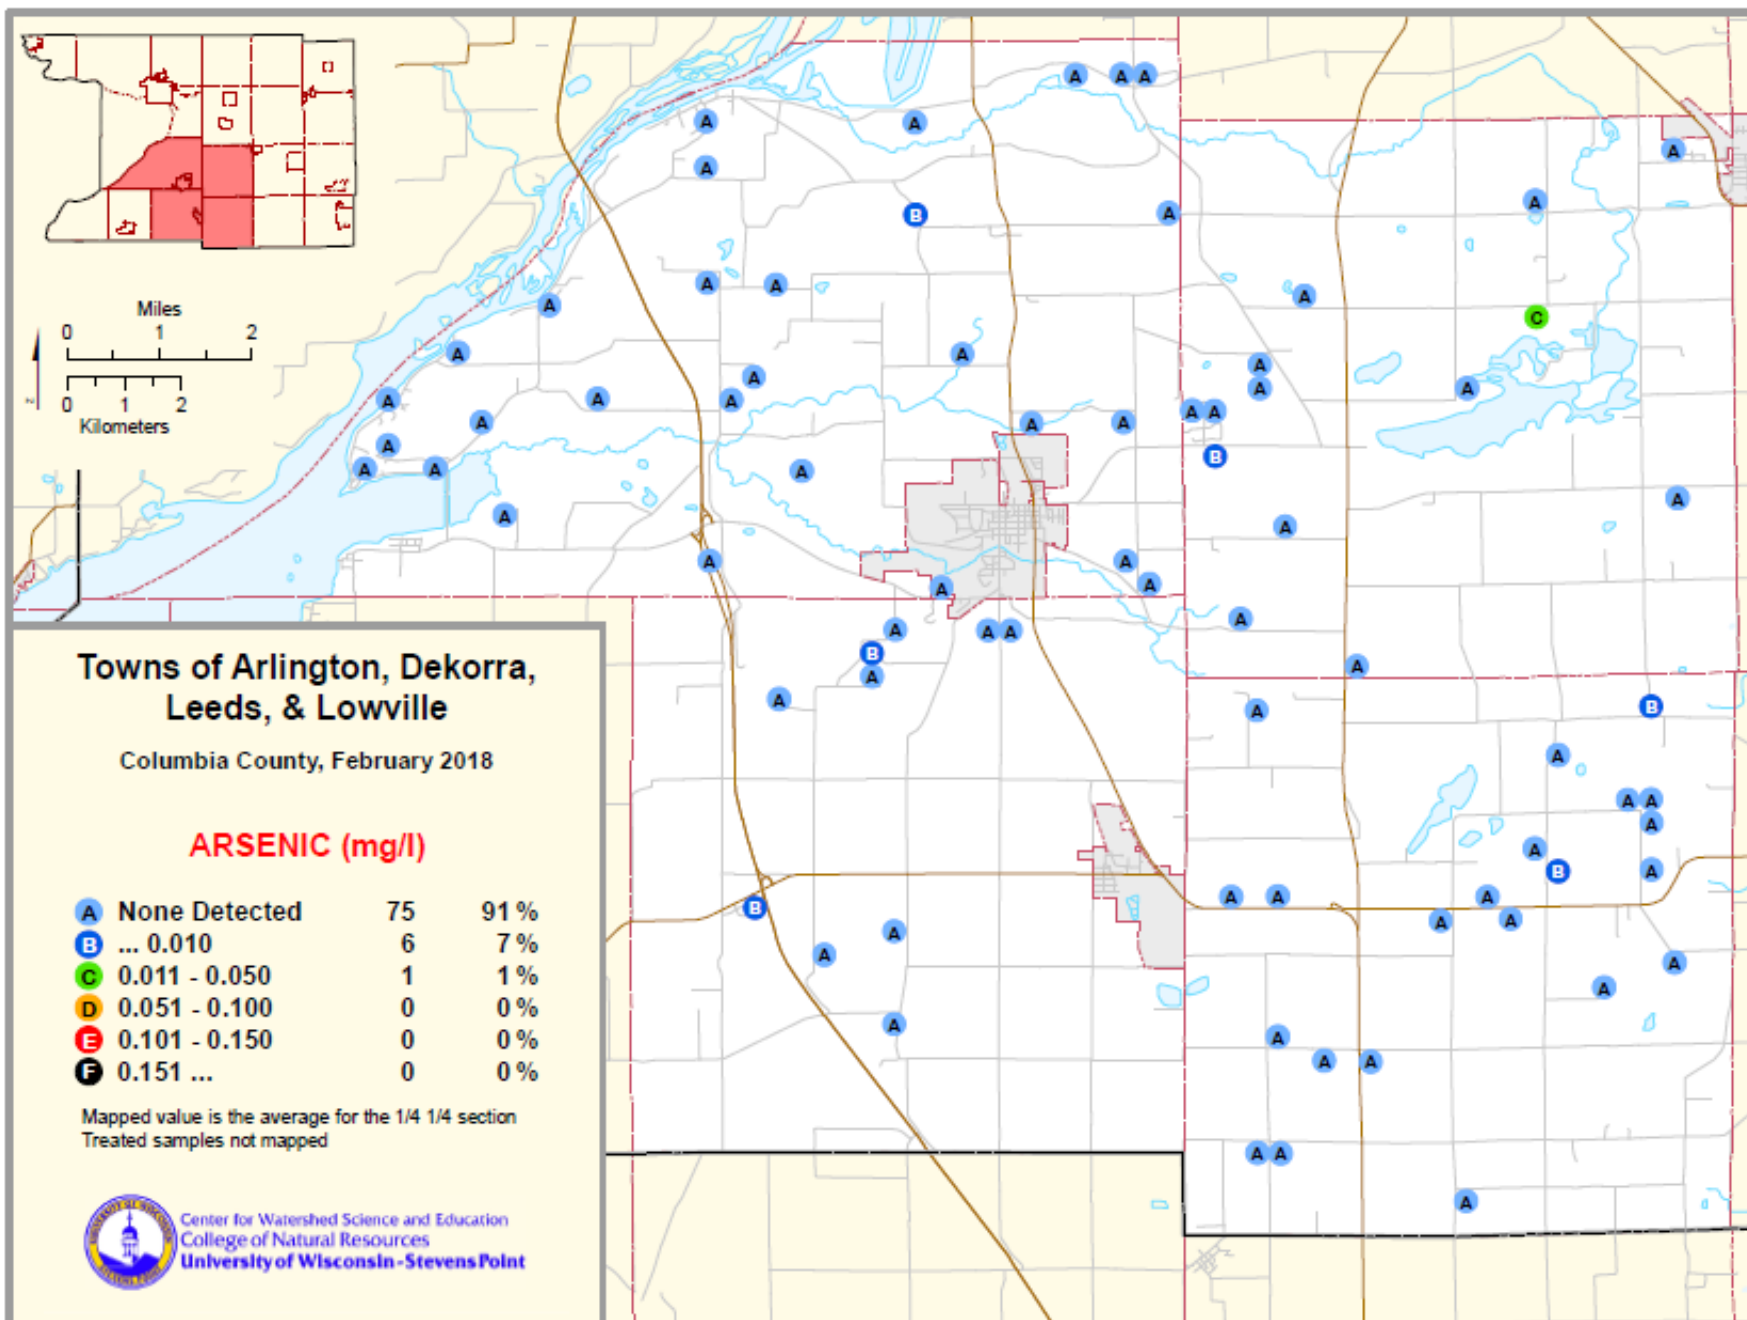 Miles
0 1 2
0 1 2
Kilometers
Towns of Arlington, Dekorra,
Leeds, & Lowville
Columbia County, February 2018
ARSENIC (mg/l)
A None Detected 75 91%
B ... 0.010 6 7%
C 0.011 - 0.050 1 1%
D 0.051 - 0.100 0 0%
E 0.101 - 0.150 0 0%
F 0.151 ... 0 0%
Mapped value is the average for the 1/4 1/4 section
Treated samples not mapped
Center for Watershed Science and Education
College of Natural Resources
University of Wisconsin - Stevens Point
A A A
A A
A
A
B A
A
A A
A
A
C
A A
A
A
A
A
A A
A A
A A A A
A
B
A A A
A
A
A
A A
A
A
A
A A A
B
A
A
A
A
B
A
A A
A
A
B A
A A A
B
A A
A
A
A
A
A
A
A A
A A
A